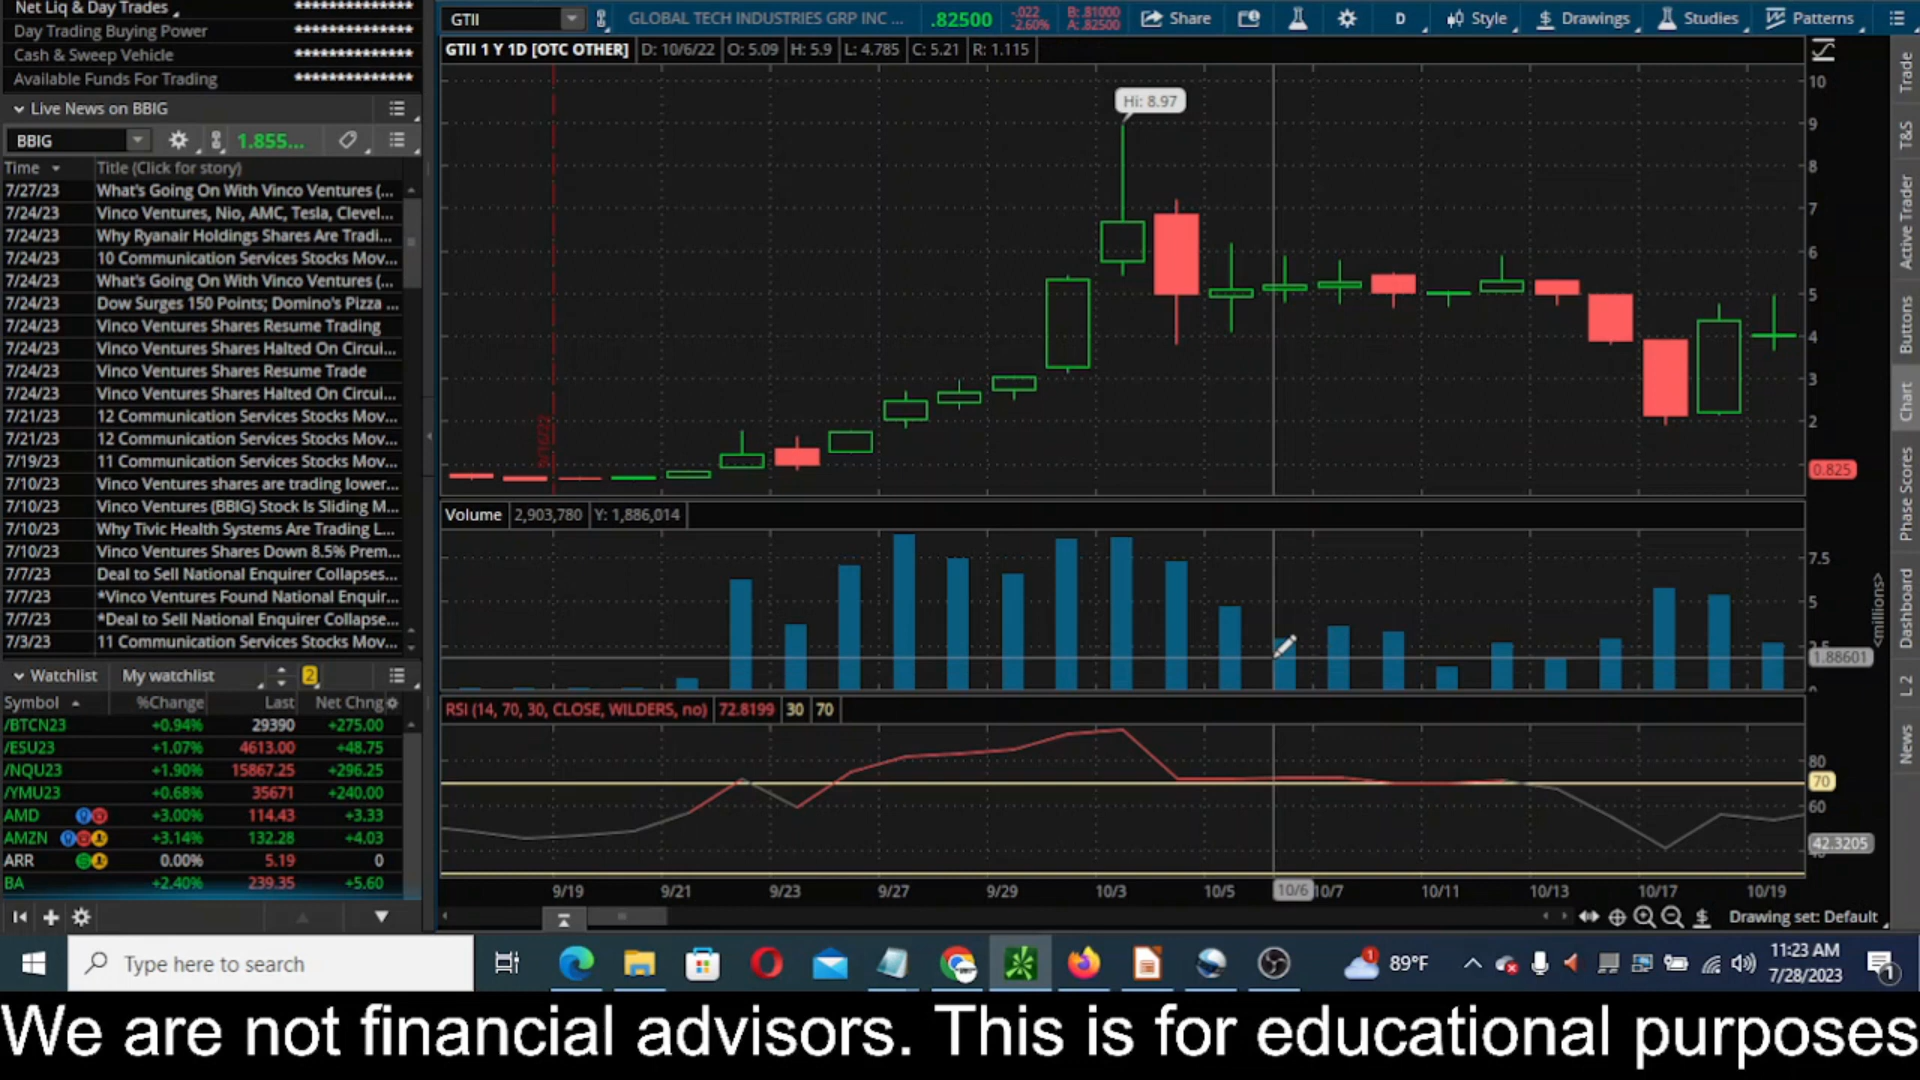 Net Liq & Day Trades ****************
Day Trading Buying Power ****************
Cash & Sweep Vehicle ****************
Available Funds For Trading ****************
Live News on BBIG
BBIG 1.855...
Time Title (Click for story)
7/27/23 What's Going On With Vinco Ventures (...
7/24/23 Vinco Ventures, Nio, AMC, Tesla, Clevel...
7/24/23 Why Ryanair Holdings Shares Are Tradi...
7/24/23 10 Communication Services Stocks Mov...
7/24/23 What's Going On With Vinco Ventures (...
7/24/23 Dow Surges 150 Points; Domino's Pizza ...
7/24/23 Vinco Ventures Shares Resume Trading
7/24/23 Vinco Ventures Shares Halted On Circui...
7/24/23 Vinco Ventures Shares Resume Trade
7/24/23 Vinco Ventures Shares Halted On Circui...
7/21/23 12 Communication Services Stocks Mov...
7/21/23 12 Communication Services Stocks Mov...
7/19/23 11 Communication Services Stocks Mov...
7/10/23 Vinco Ventures shares are trading lower...
7/10/23 Vinco Ventures (BBIG) Stock Is Sliding M...
7/10/23 Why Tivic Health Systems Are Trading L...
7/10/23 Vinco Ventures Shares Down 8.5% Prem...
7/7/23 Deal to Sell National Enquirer Collapses...
7/7/23 *Vinco Ventures Found National Enquir...
7/7/23 *Deal to Sell National Enquirer Collapse...
7/3/23 11 Communication Services Stocks Mov...
Watchlist My watchlist 2
Symbol %Change Last Net Chng
/BTCN23 +0.94% 29390 +275.00
/ESU23 +1.07% 4613.00 +48.75
/NQU23 +1.90% 15867.25 +296.25
/YMU23 +0.68% 35671 +240.00
AMD +3.00% 114.43 +3.33
AMZN +3.14% 132.28 +4.03
ARR 0.00% 5.19 0
BA +2.40% 239.35 +5.60
GTII GLOBAL TECH INDUSTRIES GRP INC ... .82500 -.022 -2.60% B: .81000 A: .82500 Share D Style Drawings Studies Patterns
GTII 1 Y 1D [OTC OTHER] D: 10/6/22 O: 5.09 H: 5.9 L: 4.785 C: 5.21 R: 1.115
Hi: 8.97
10
9
8
7
6
5
4
3
2
0.825
Volume 2,903,780 Y: 1,886,014
7.5
5
1.88601
<millions>
RSI (14, 70, 30, CLOSE, WILDERS, no) 72.8199 30 70
80
70
60
42.3205
9/19 9/21 9/23 9/27 9/29 10/3 10/5 10/6 10/7 10/11 10/13 10/17 10/19
Drawing set: Default
Trade
T&S
Active Trader
Buttons
Chart
Phase Scores
Dashboard
L 2
News
Type here to search
1 89°F
11:23 AM
7/28/2023
1
We are not financial advisors. This is for educational purposes